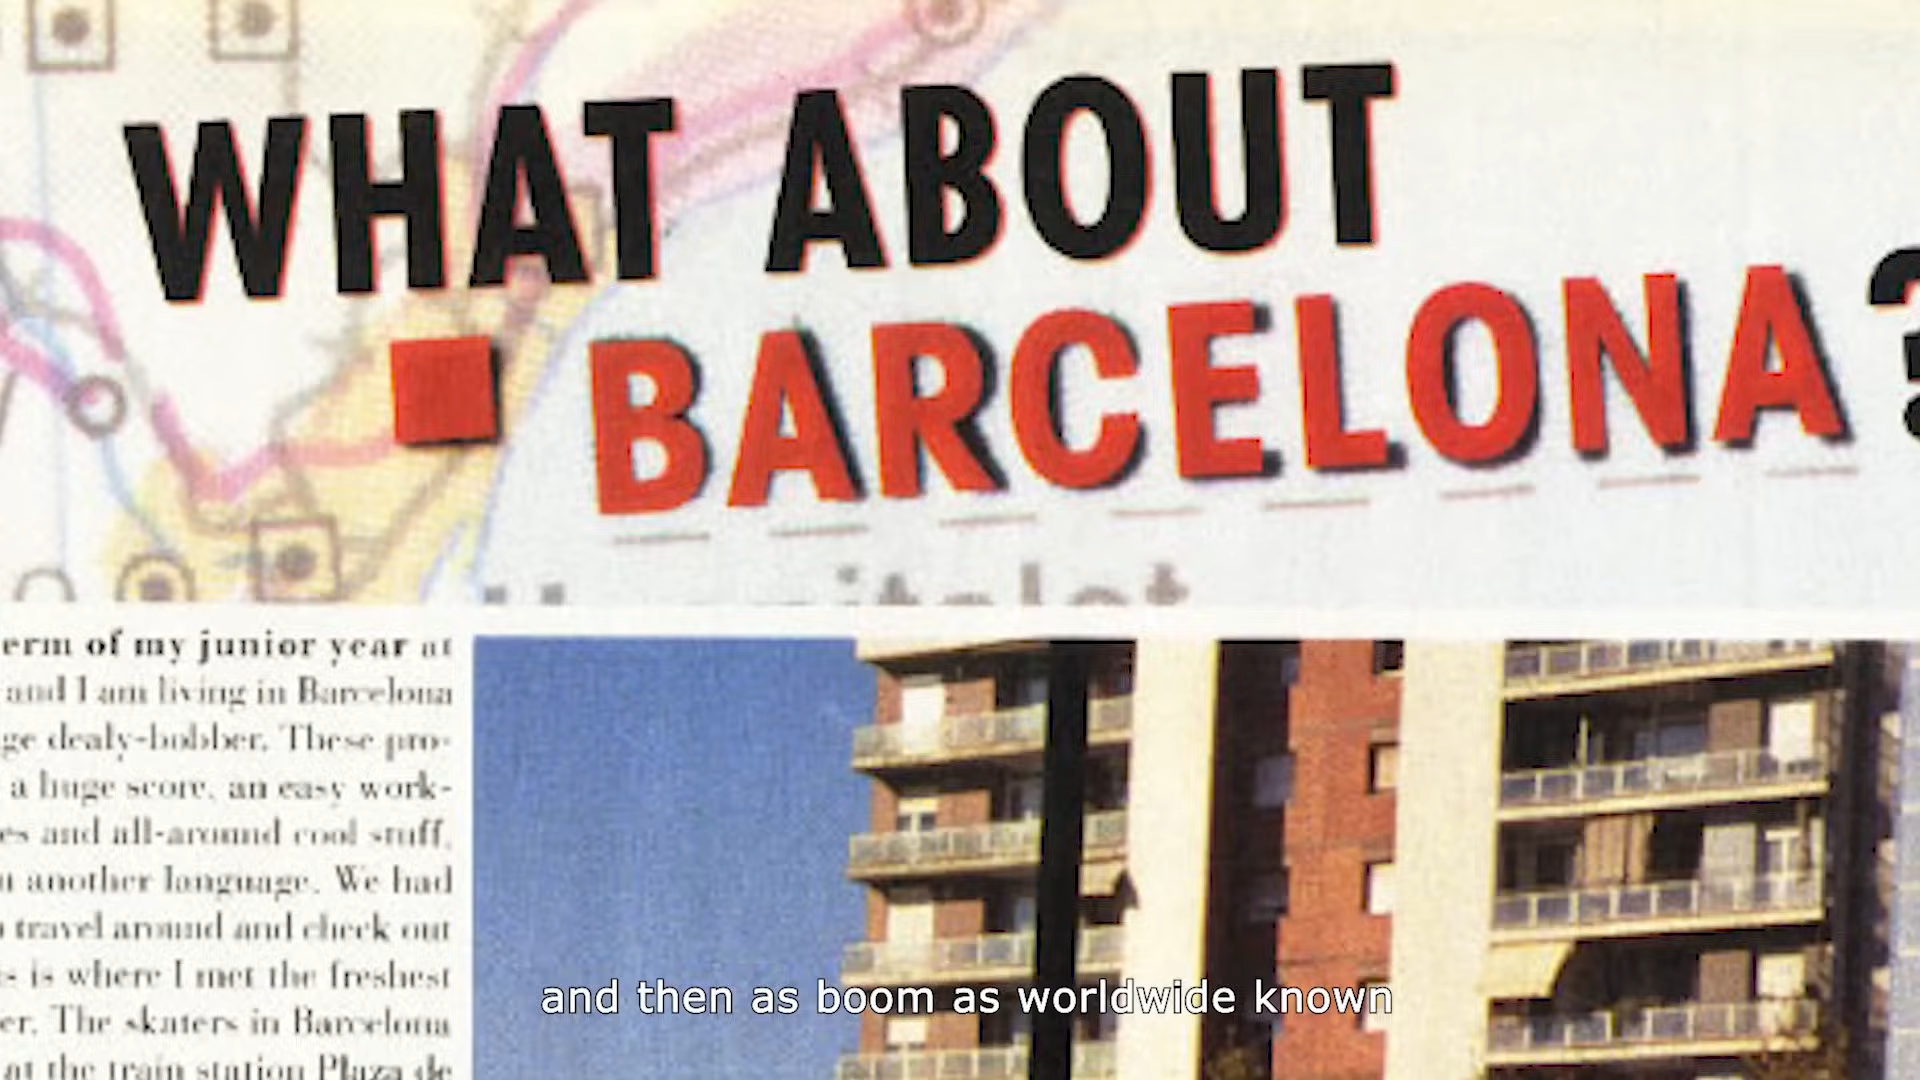 WHAT ABOUT
BARCELONA?
erm of my junior year at
and I am living in Barcelona
ge dealy-bobber. These pro-
a huge score, an easy work-
es and all-around cool stuff,
another language. We had
travel around and check out
is where I met the freshest
er. The skaters in Barcelona
at the train station Plaza de
and then as boom as worldwide known